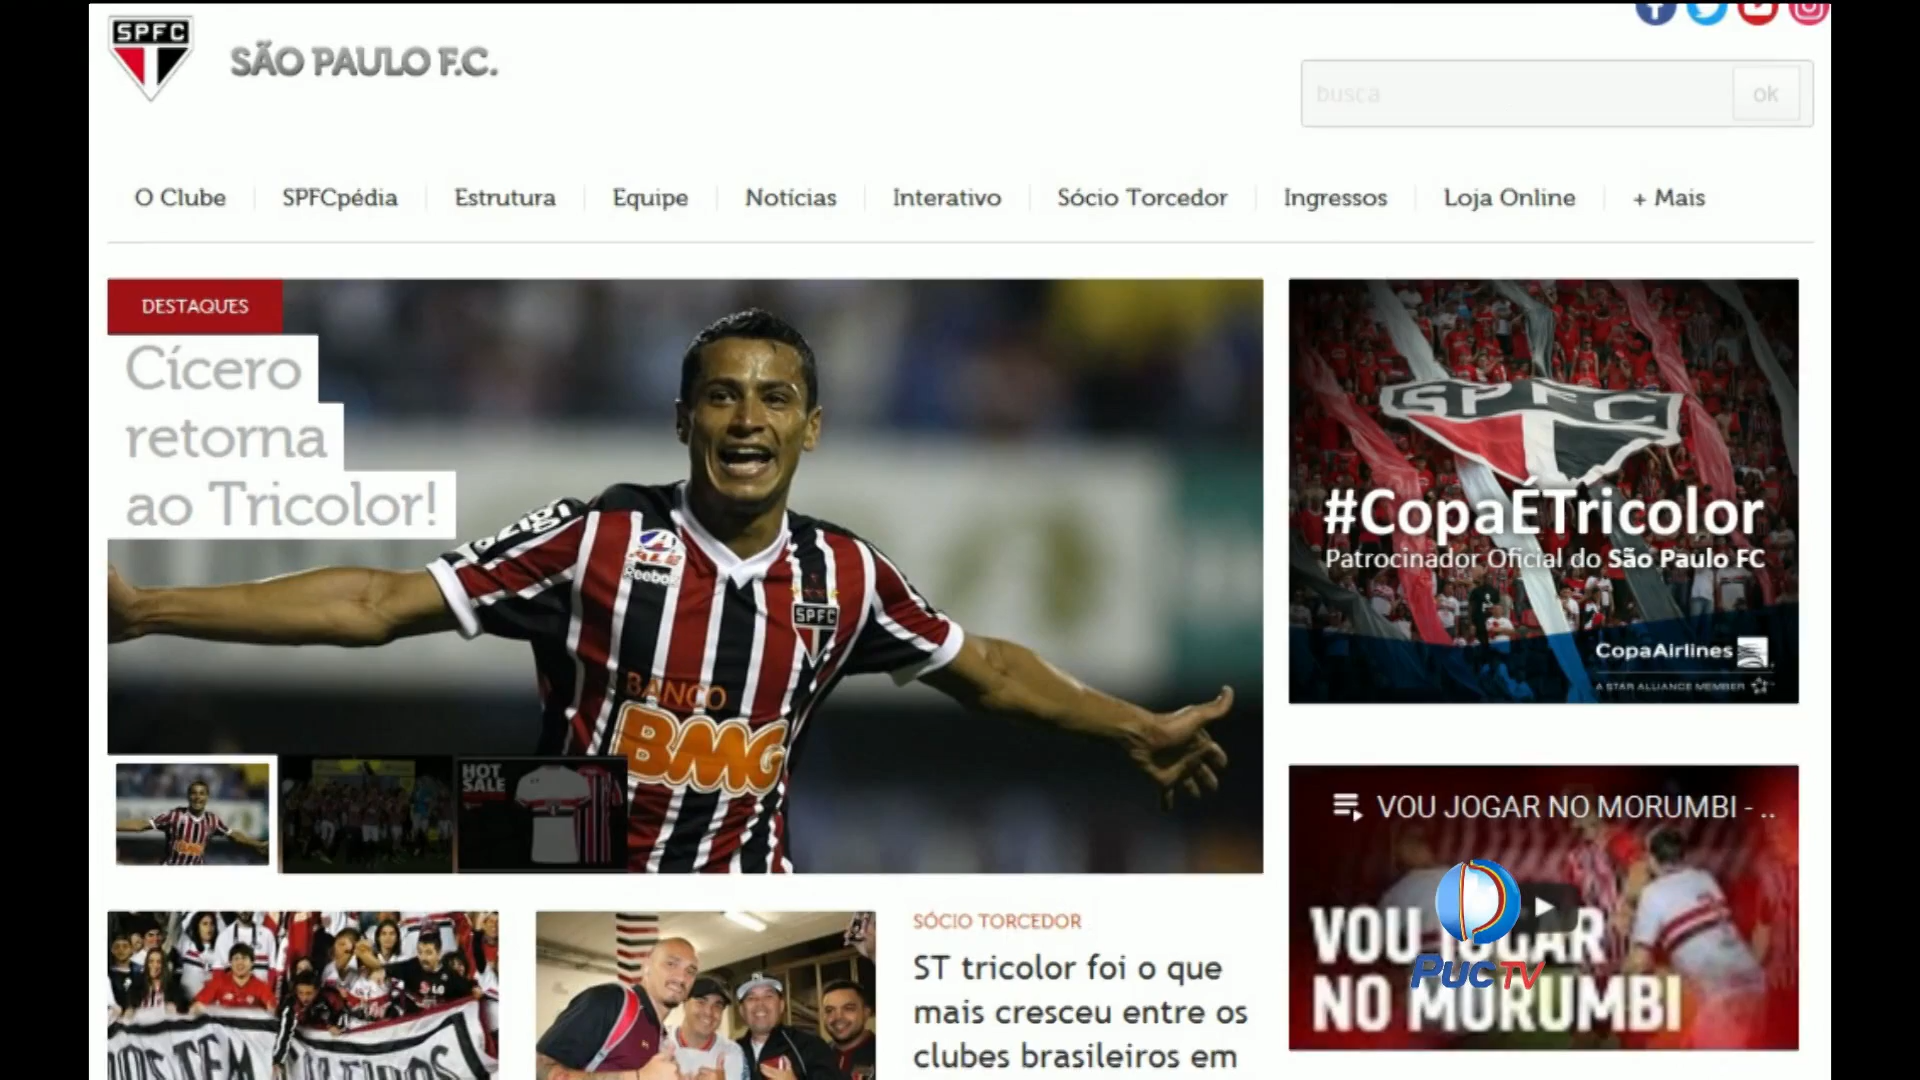 SPFC
SÃO PAULO F.C.
busca
ok
O Clube
SPFCpédia
Estrutura
Equipe
Notícias
Interativo
Sócio Torcedor
Ingressos
Loja Online
+ Mais
DESTAQUES
Cícero
retorna
ao Tricolor!
ALE
Reebok
SPFC
BANCO
BMG
HOT
SALE
SPFC
#CopaÉTricolor
Patrocinador Oficial do São Paulo FC
CopaAirlines
A STAR ALLIANCE MEMBER
VOU JOGAR NO MORUMBI - ..
VOU JOGAR
NO MORUMBI
PUC TV
SÓCIO TORCEDOR
ST tricolor foi o que
mais cresceu entre os
clubes brasileiros em